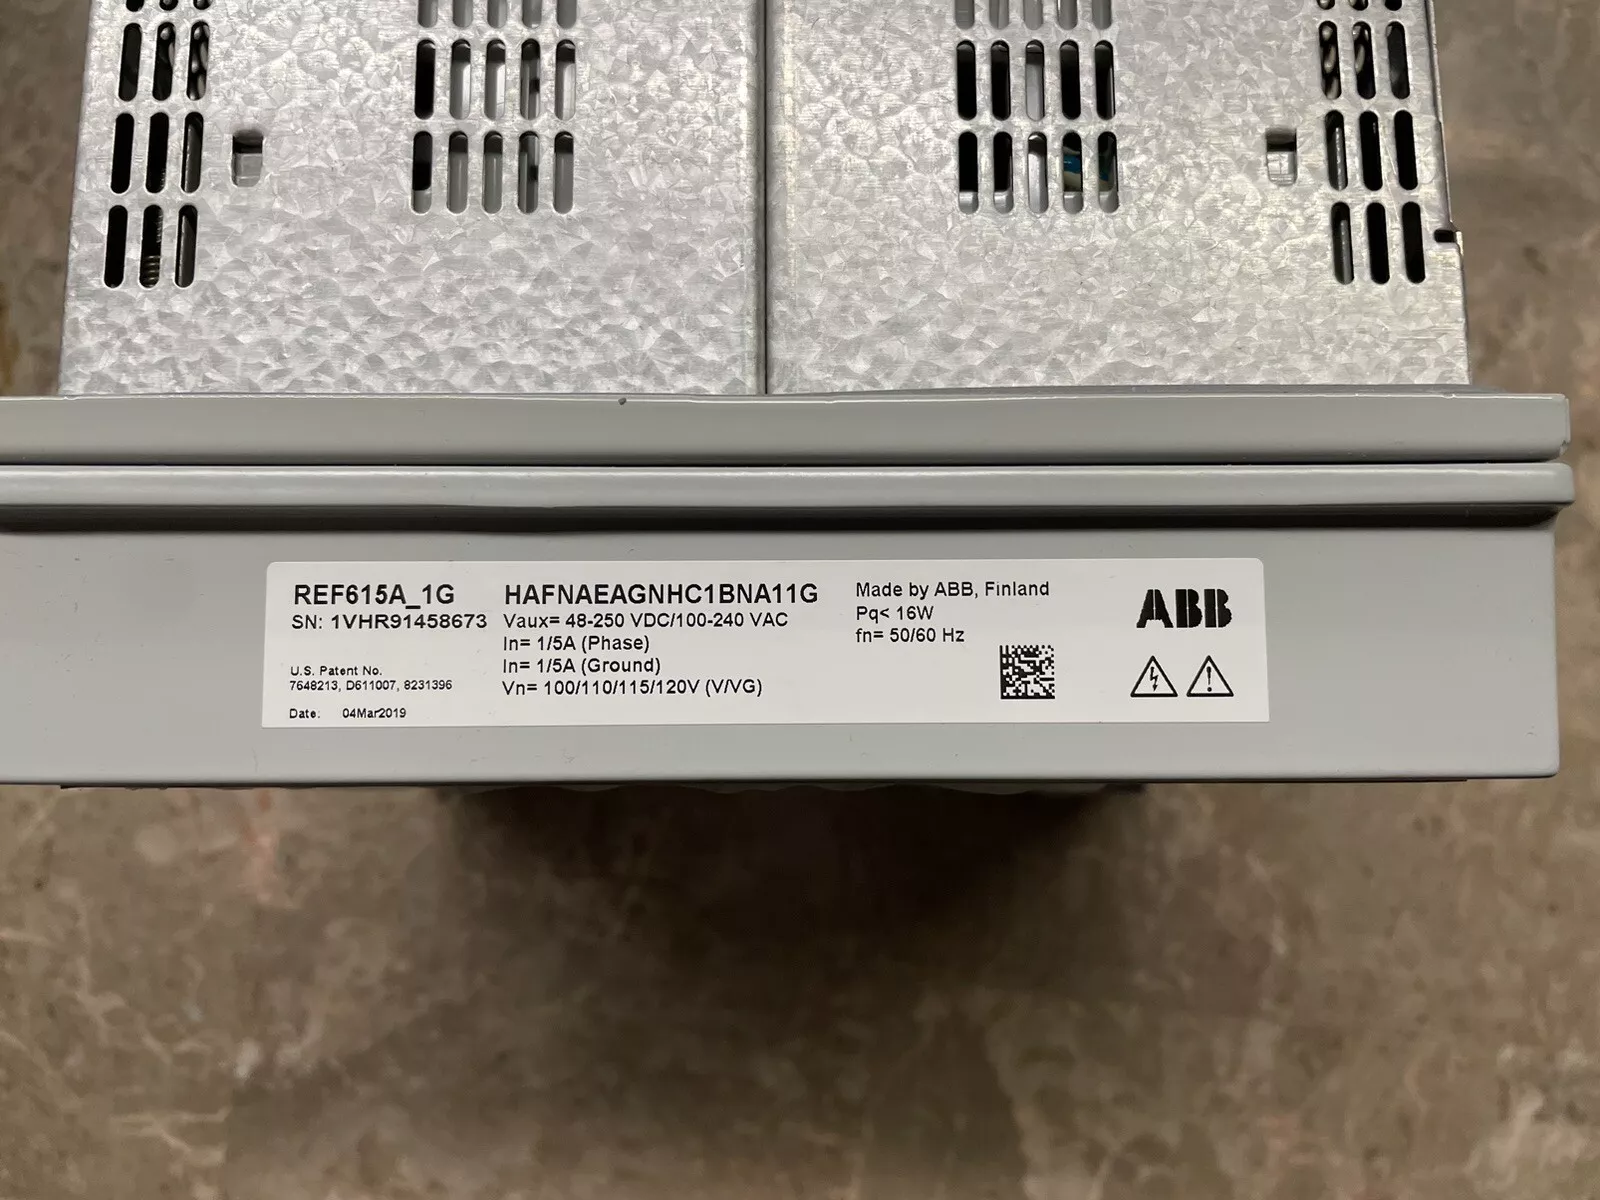 REF615A_1G
SN: 1VHR91458673
U.S. Patent No.
7648213, D611007, 8231396
Date: 04Mar2019
HAFNAEAGNHC1BNA11G
Vaux= 48-250 VDC/100-240 VAC
In= 1/5A (Phase)
In= 1/5A (Ground)
Vn= 100/110/115/120V (V/VG)
Made by ABB, Finland
Pq< 16W
fn= 50/60 Hz
ABB